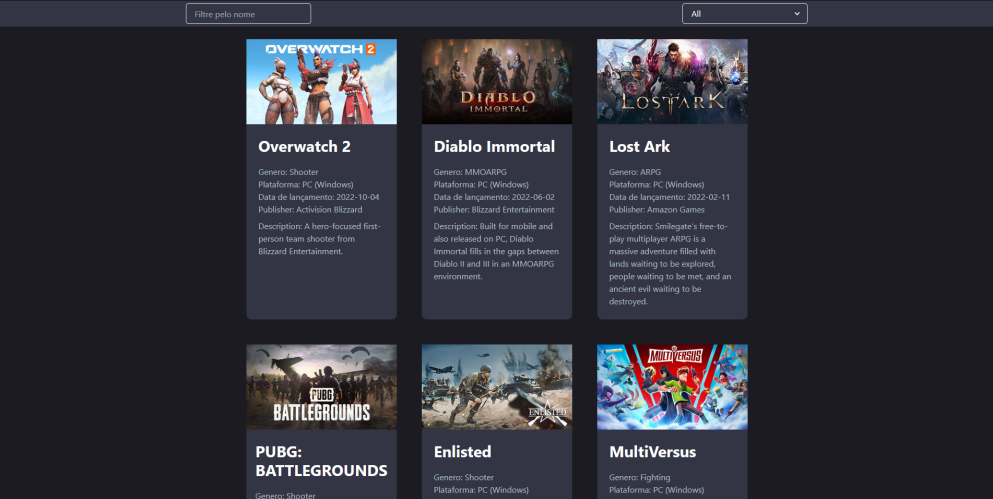 Filtre pelo nome
All
OVERWATCH 2
DIABLO
IMMORTAL
LOST ARK
Overwatch 2
Diablo Immortal
Lost Ark
Genero: Shooter
Plataforma: PC (Windows)
Data de lançamento: 2022-10-04
Publisher: Activision Blizzard
Description: A hero-focused first-
person team shooter from
Blizzard Entertainment.
Genero: MMOARPG
Plataforma: PC (Windows)
Data de lançamento: 2022-06-02
Publisher: Blizzard Entertainment
Description: Built for mobile and
also released on PC, Diablo
Immortal fills in the gaps between
Diablo II and III in an MMOARPG
environment.
Genero: ARPG
Plataforma: PC (Windows)
Data de lançamento: 2022-02-11
Publisher: Amazon Games
Description: Smilegate's free-to-
play multiplayer ARPG is a
massive adventure filled with
lands waiting to be explored,
people waiting to be met, and an
ancient evil waiting to be
destroyed.
PUBG
BATTLEGROUNDS
ENLISTED
MULTIVERSUS
PUBG:
BATTLEGROUNDS
Enlisted
MultiVersus
Genero: Shooter
Genero: Shooter
Plataforma: PC (Windows)
Genero: Fighting
Plataforma: PC (Windows)